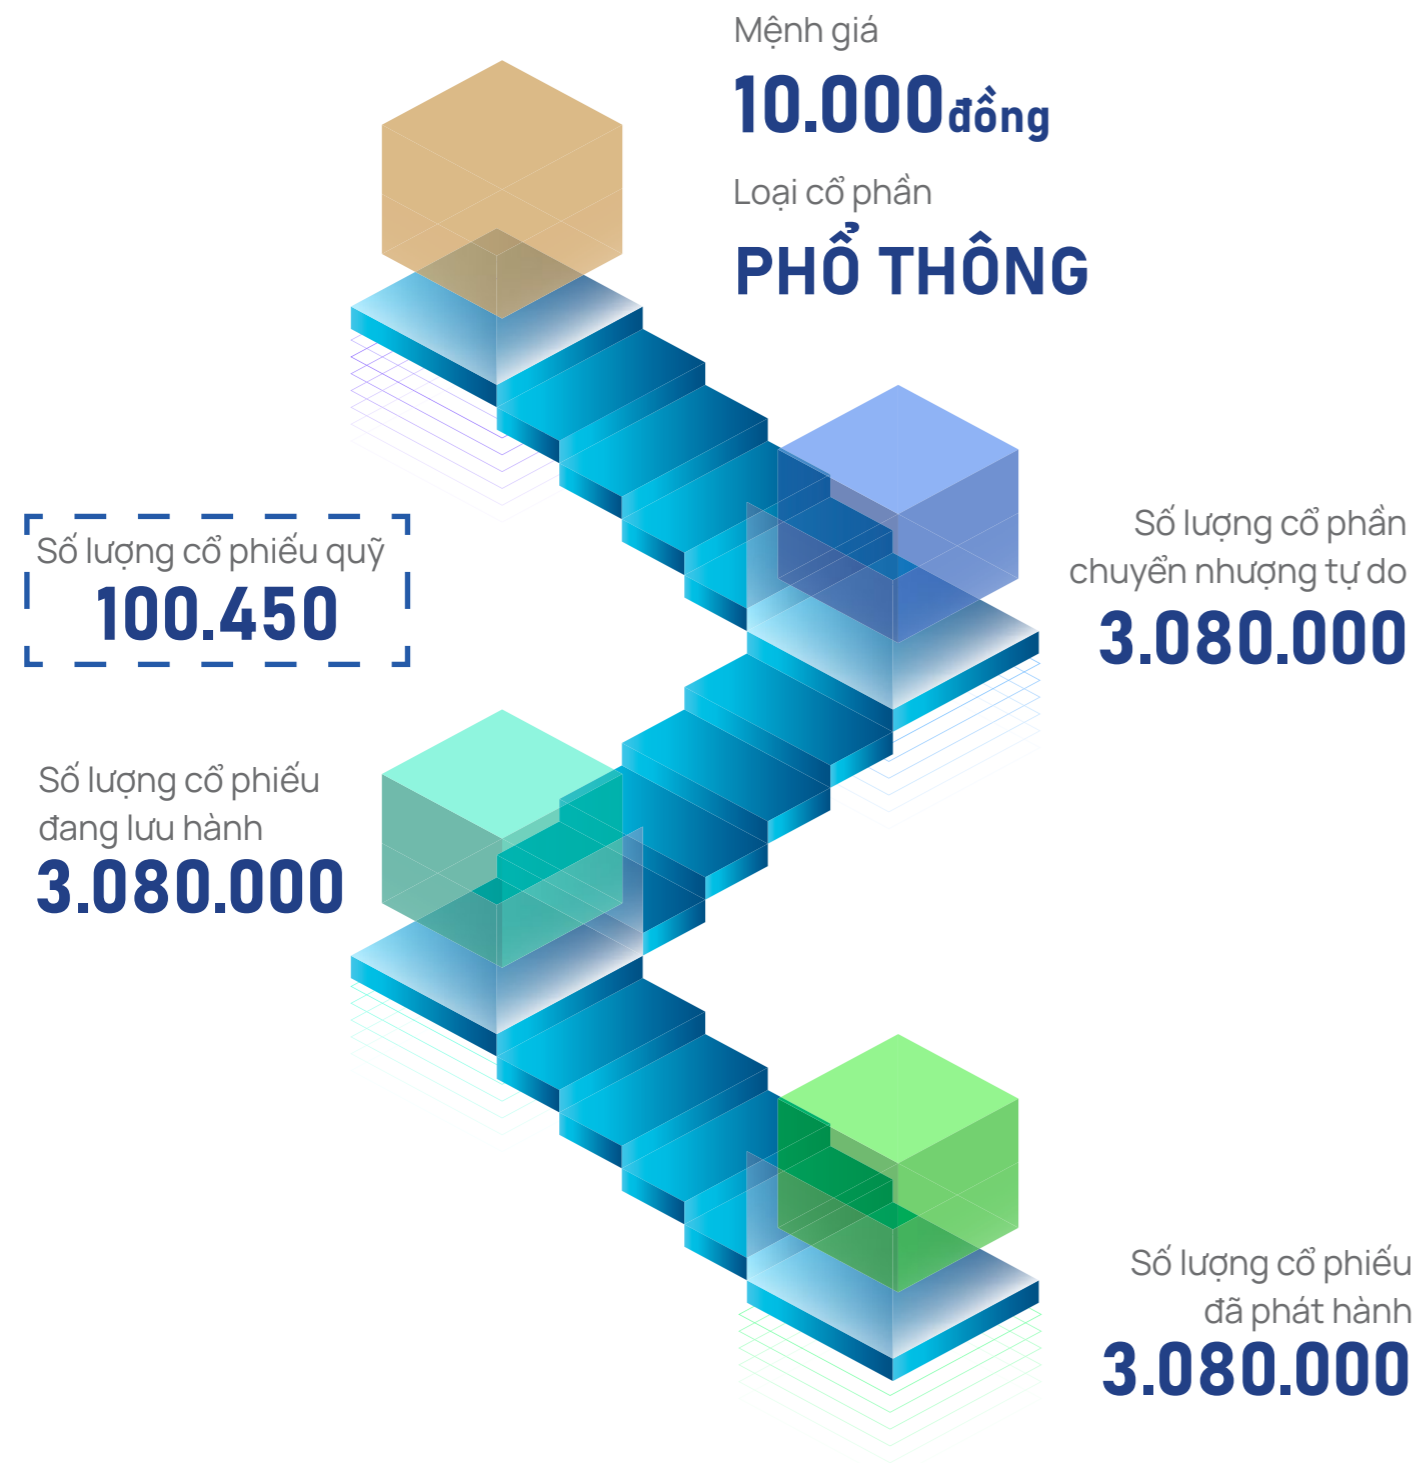 Mệnh giá
10.000đồng
Loại cổ phần
PHỔ THÔNG
Số lượng cổ phần
chuyển nhượng tự do
3.080.000
Số lượng cổ phiếu quỹ
100.450
Số lượng cổ phiếu
đang lưu hành
3.080.000
Số lượng cổ phiếu
đã phát hành
3.080.000